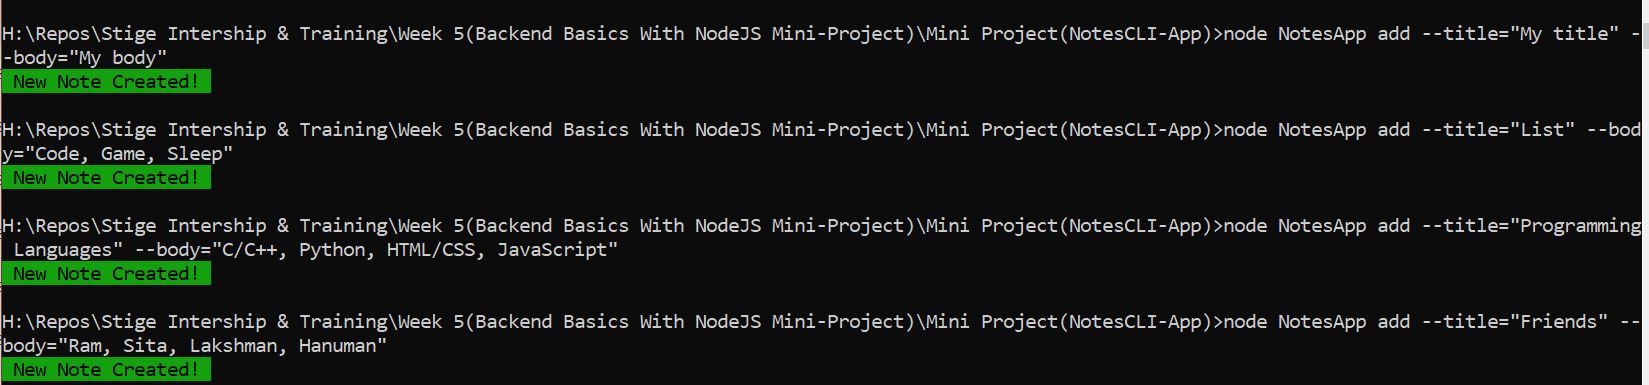 H:\Repos\Stige Intership & Training\Week 5(Backend Basics With NodeJS Mini-Project)\Mini Project(NotesCLI-App)>node NotesApp add --title="My title" -
-body="My body"
New Note Created!
H:\Repos\Stige Intership & Training\Week 5(Backend Basics With NodeJS Mini-Project)\Mini Project(NotesCLI-App)>node NotesApp add --title="List" --bod
y="Code, Game, Sleep"
New Note Created!
H:\Repos\Stige Intership & Training\Week 5(Backend Basics With NodeJS Mini-Project)\Mini Project(NotesCLI-App)>node NotesApp add --title="Programming
Languages" --body="C/C++, Python, HTML/CSS, JavaScript"
New Note Created!
H:\Repos\Stige Intership & Training\Week 5(Backend Basics With NodeJS Mini-Project)\Mini Project(NotesCLI-App)>node NotesApp add --title="Friends" --
body="Ram, Sita, Lakshman, Hanuman"
New Note Created!